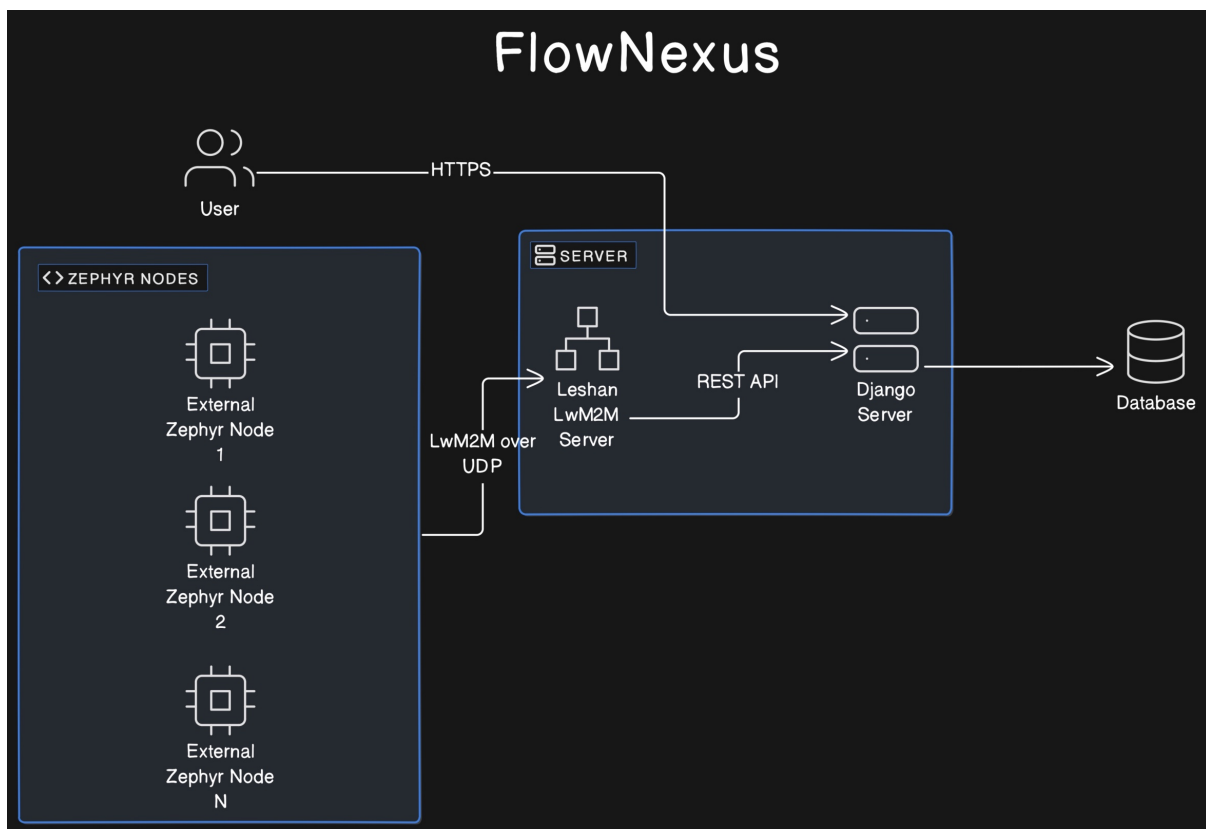 FlowNexus
HTTPS
User
SERVER
ZEPHYR NODES
External
Zephyr Node
1
LwM2M over
UDP
Leshan
LwM2M
Server
REST API
Django
Server
Database
External
Zephyr Node
2
External
Zephyr Node
N